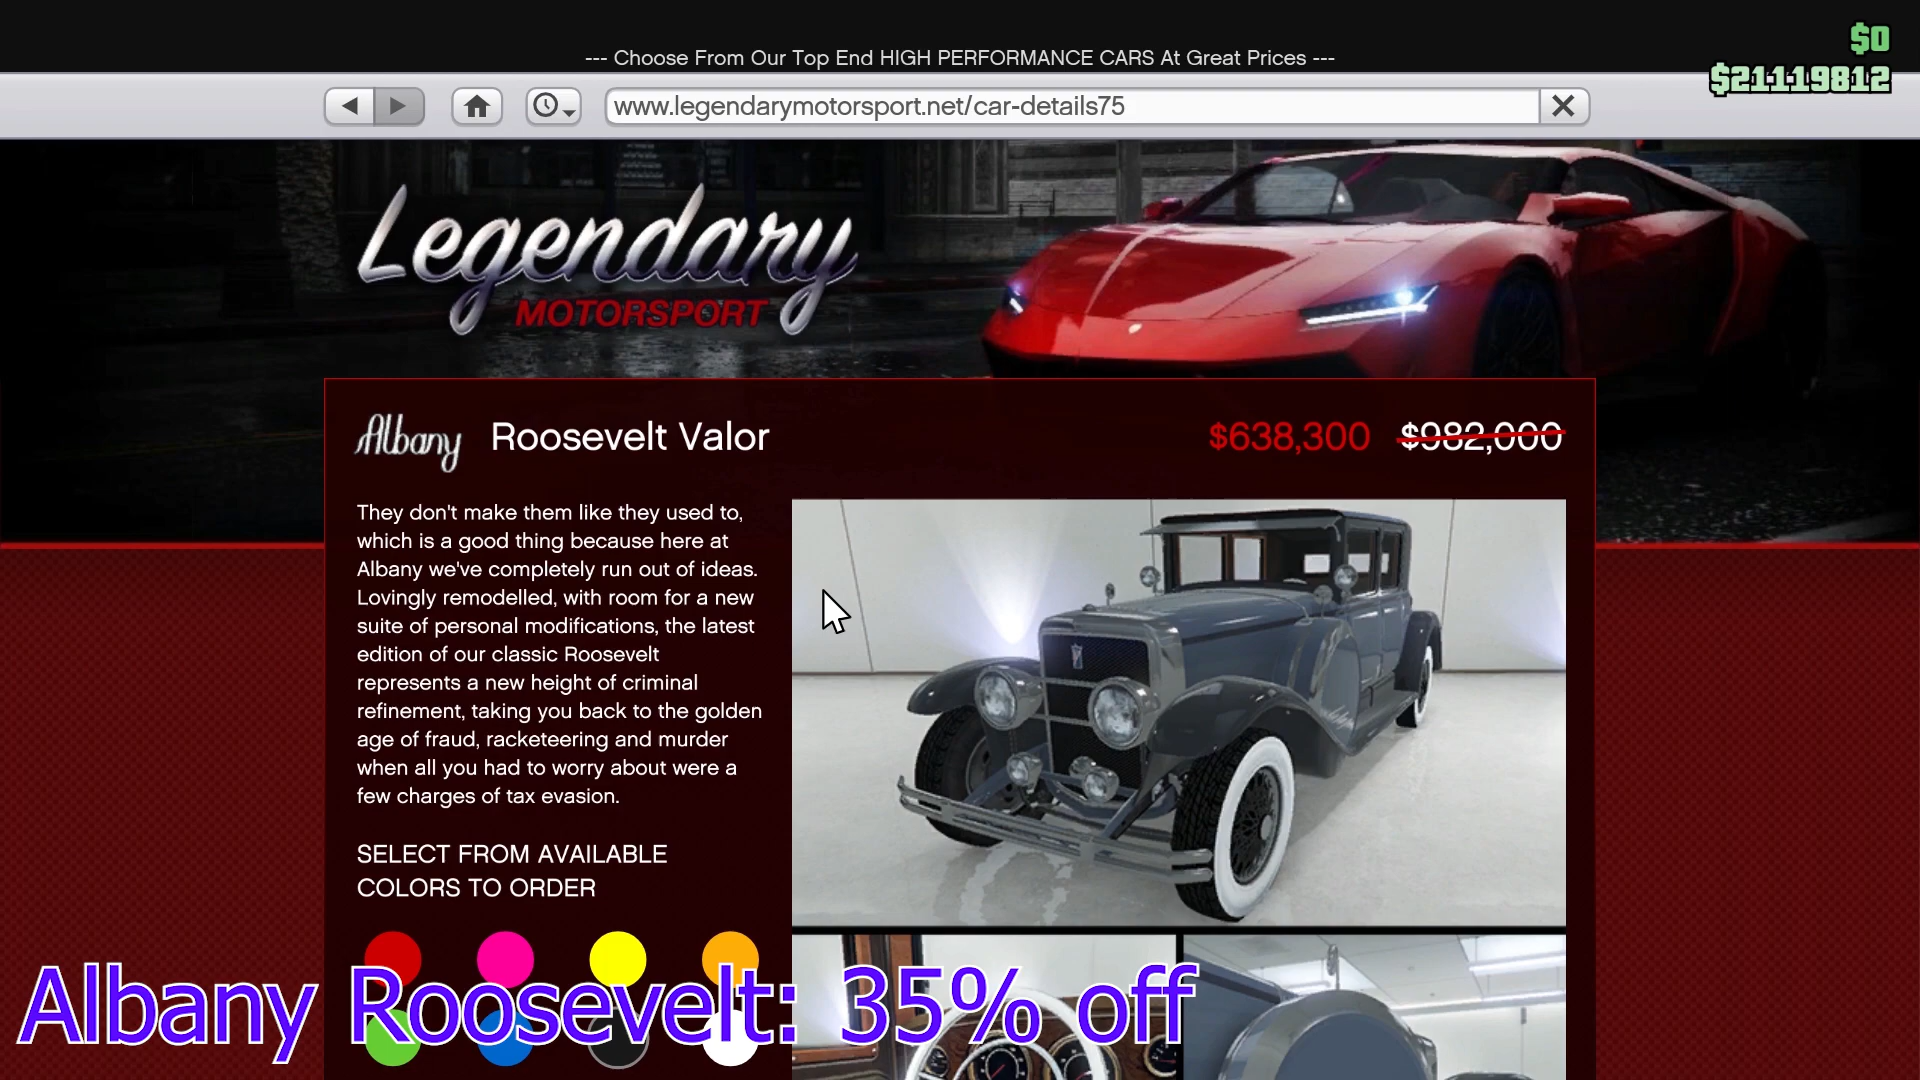 $0
--- Choose From Our Top End HIGH PERFORMANCE CARS At Great Prices ---
$21119812
www.legendarymotorsport.net/car-details75
Legendary
MOTORSPORT
Albany Roosevelt Valor $638,300 $982,000
They don't make them like they used to,
which is a good thing because here at
Albany we've completely run out of ideas.
Lovingly remodelled, with room for a new
suite of personal modifications, the latest
edition of our classic Roosevelt
represents a new height of criminal
refinement, taking you back to the golden
age of fraud, racketeering and murder
when all you had to worry about were a
few charges of tax evasion.
SELECT FROM AVAILABLE
COLORS TO ORDER
Albany Roosevelt: 35% off